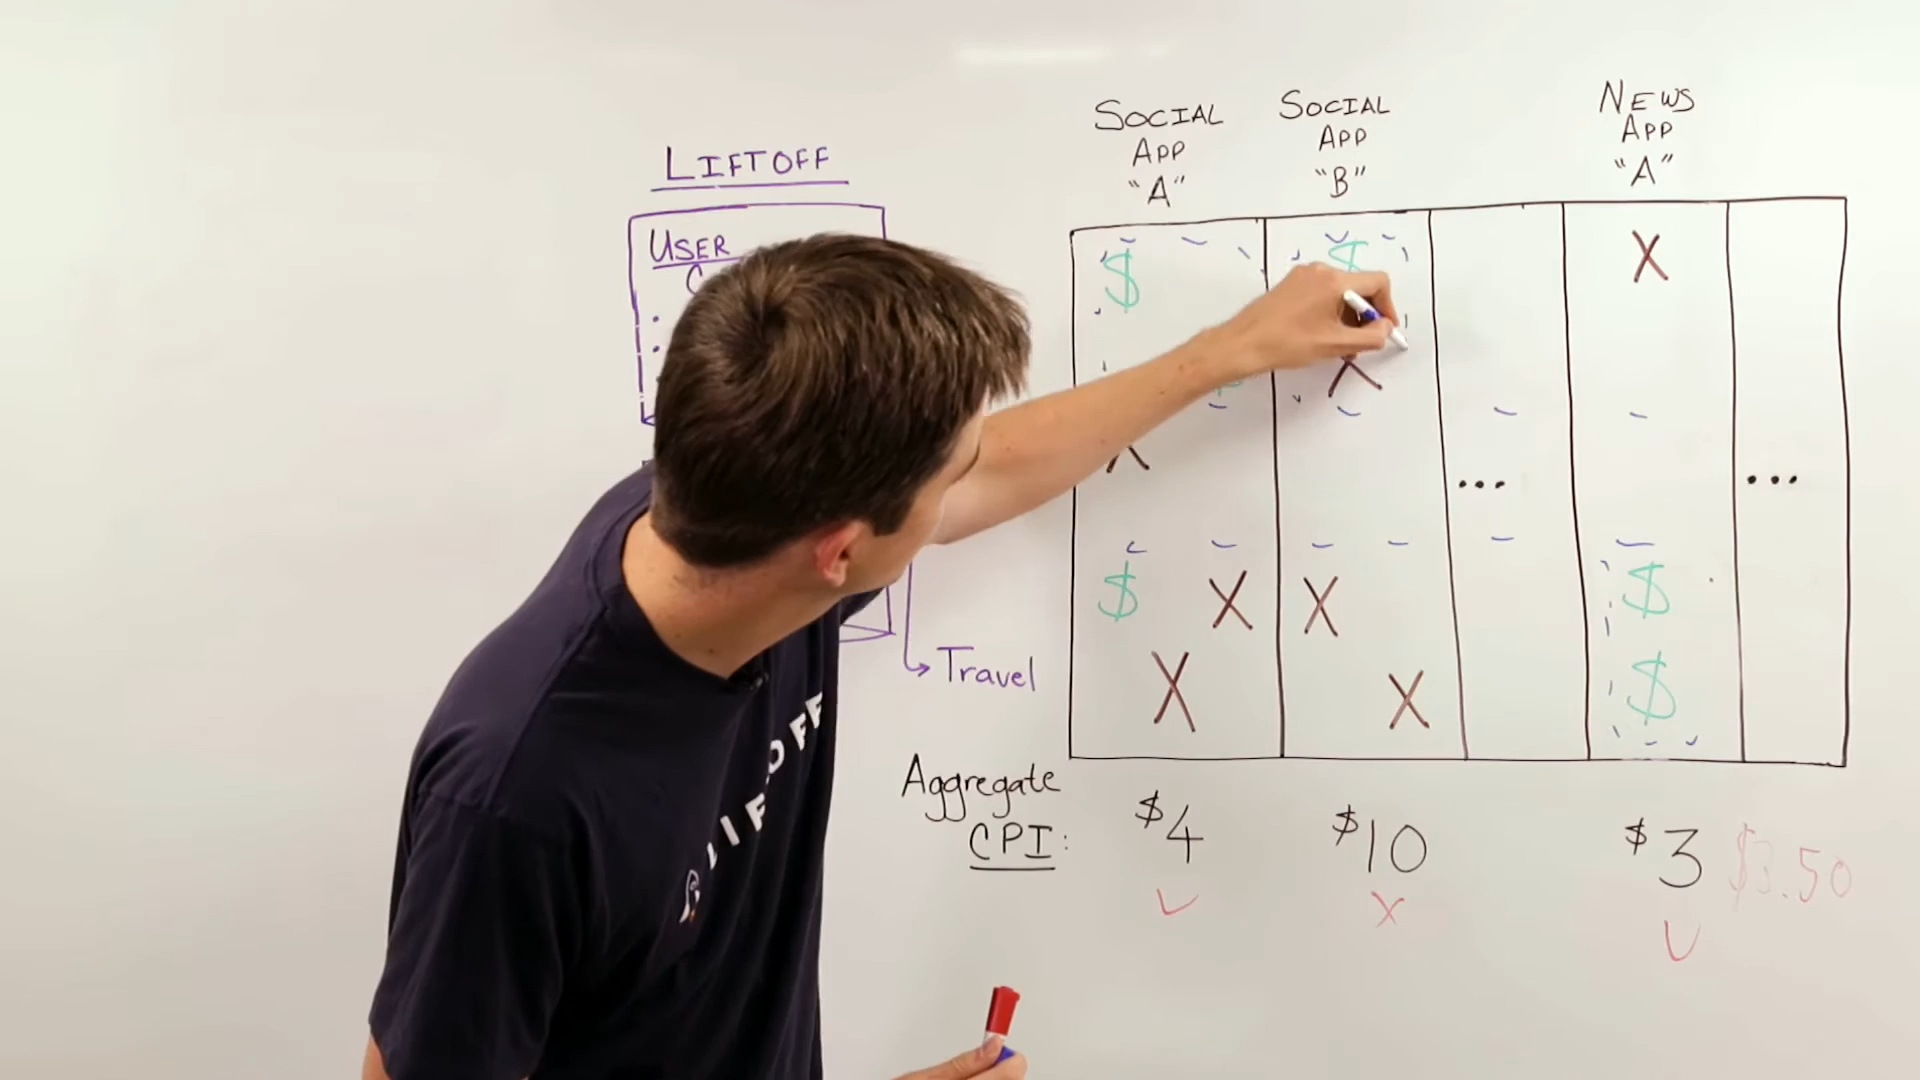 LIFTOFF
USER
Travel
SOCIAL
APP
"A"
SOCIAL
APP
"B"
NEWS
APP
"A"
$ $ X
X
X
... ...
$ X X $
X X $
Aggregate
CPI: $4 $10 $3 $3.50
X
LIFTOFF